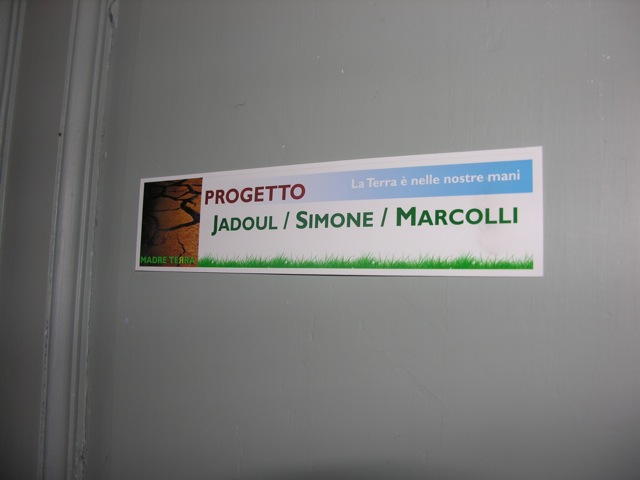 PROGETTO
La Terra è nelle nostre mani
JADOUL / SIMONE / MARCOLLI
MADRE TERRA